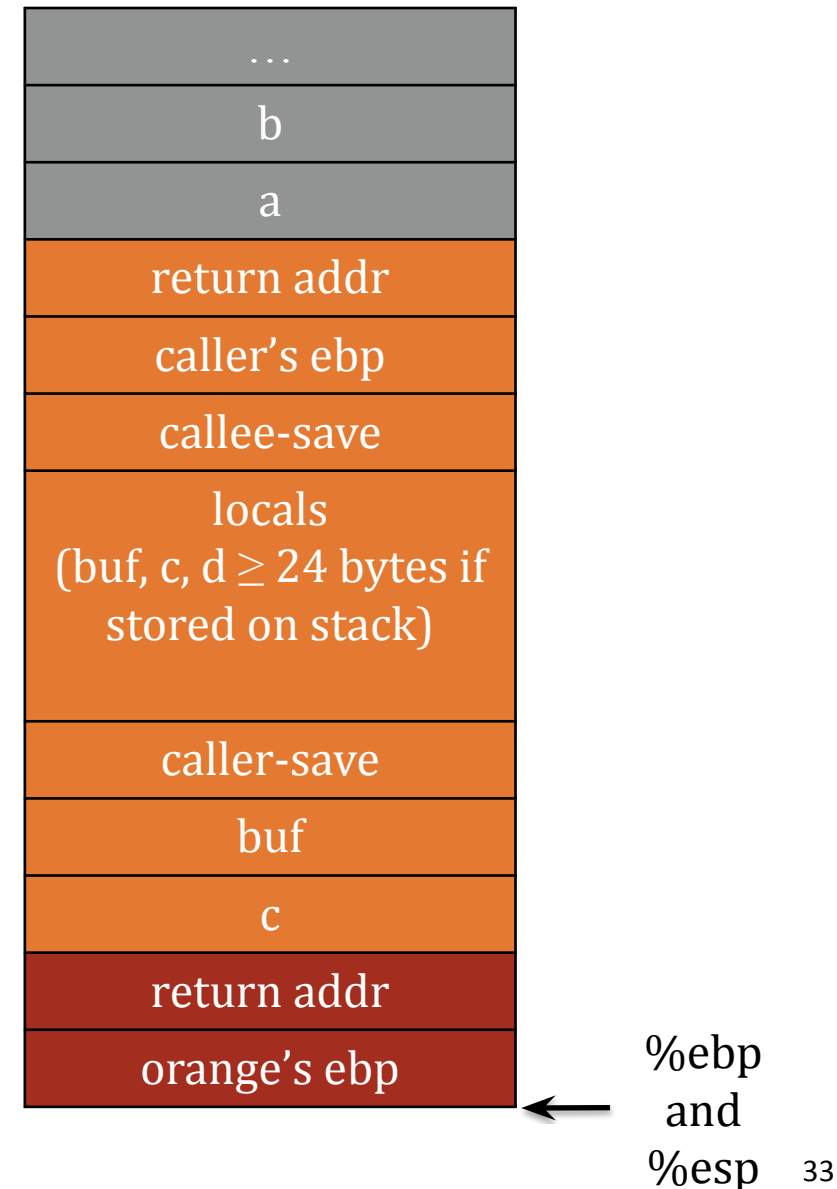 …
b
a
return addr
caller’s ebp
callee-save
locals
(buf, c, d ≥ 24 bytes if
stored on stack)
caller-save
buf
c
return addr
orange’s ebp
%ebp
and
%esp
33